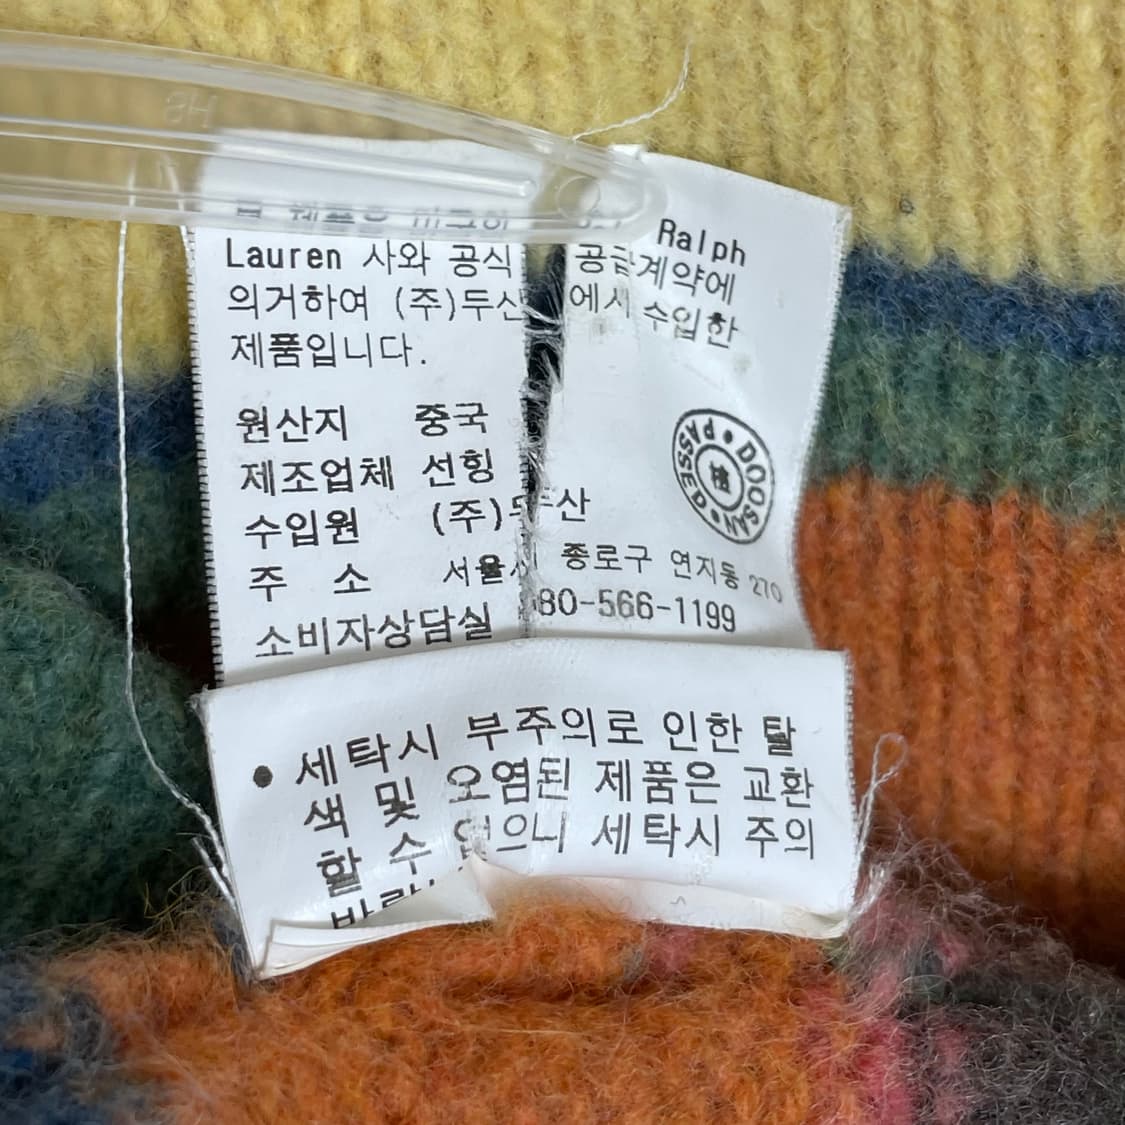 Ralph
Lauren 사와 공식 공급계약에
의거하여 (주)두산 에서 수입한
제품입니다.
원산지 중국
제조업체 선힝
수입원 (주)두산
주 소 서울시 종로구 연지동 270
소비자상담실 80-566-1199
DOOSAN • PASSED •
• 세탁시 부주의로 인한 탈
색 및 오염된 제품은 교환
할 수 없으니 세탁시 주의